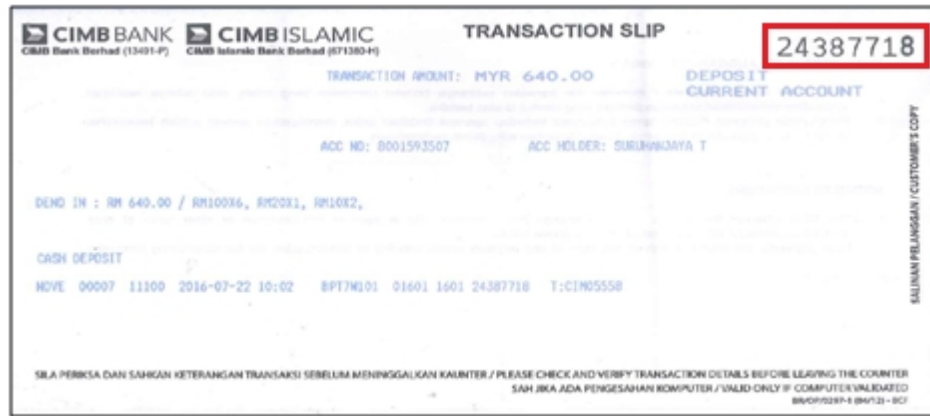 CIMB BANK CIMB ISLAMIC TRANSACTION SLIP
CIMB Bank Berhad (13491-P) CIMB Islamic Bank Berhad (671380-H)
24387718
TRANSACTION AMOUNT: MYR 640.00 DEPOSIT
CURRENT ACCOUNT
ACC NO: 8001593507 ACC HOLDER: SURUHANJAYA T
DEND IN : RM 640.00 / RM100X6, RM20X1, RM10X2,
CASH DEPOSIT
NOVE 00007 11100 2016-07-22 10:02 BPT7W101 01601 1601 24387718 T:CIM05558
SALINAN PELANGGAN / CUSTOMER'S COPY
SILA PERIKSA DAN SAHKAN KETERANGAN TRANSAKSI SEBELUM MENINGGALKAN KAUNTER / PLEASE CHECK AND VERIFY TRANSACTION DETAILS BEFORE LEAVING THE COUNTER
SAH JIKA ADA PENGESAHAN KOMPUTER / VALID ONLY IF COMPUTER VALIDATED